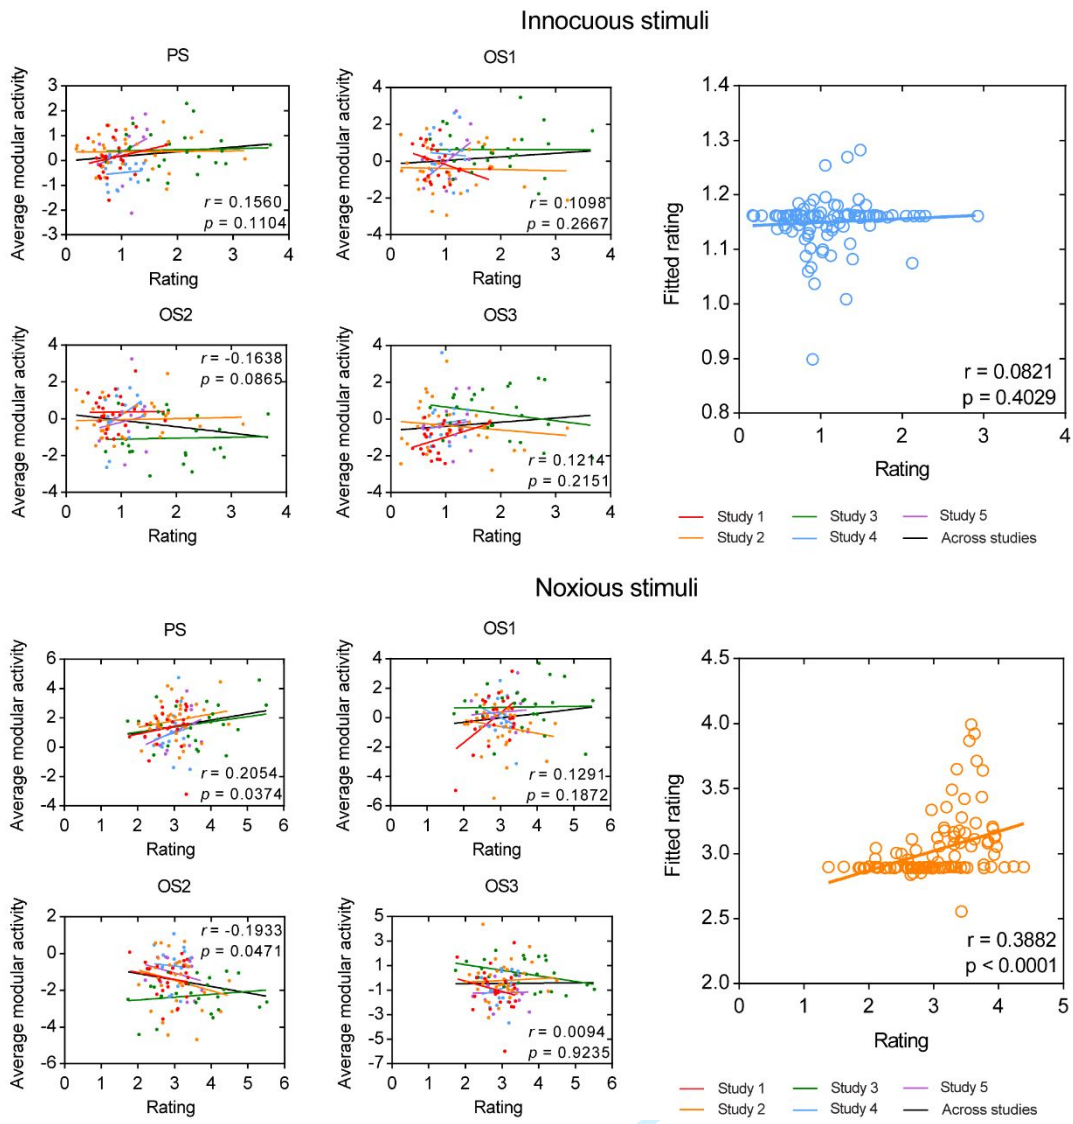 Innocuous stimuli
PS
Average modular activity
3
2
1
0
-1
-2
-3
r = 0.1560
p = 0.1104
0 1 2 3 4
Rating
OS1
Average modular activity
4
2
0
-2
-4
r = 0.1098
p = 0.2667
0 1 2 3 4
Rating
OS2
Average modular activity
4
2
0
-2
-4
r = -0.1638
p = 0.0865
0 1 2 3 4
Rating
OS3
Average modular activity
4
2
0
-2
-4
r = 0.1214
p = 0.2151
0 1 2 3 4
Rating
Fitted rating
1.4
1.3
1.2
1.1
1.0
0.9
0.8
r = 0.0821
p = 0.4029
0 1 2 3 4
Rating
Study 1 Study 3 Study 5
Study 2 Study 4 Across studies
Noxious stimuli
PS
Average modular activity
6
4
2
0
-2
-4
r = 0.2054
p = 0.0374
0 1 2 3 4 5 6
Rating
OS1
Average modular activity
4
2
0
-2
-4
-6
r = 0.1291
p = 0.1872
0 1 2 3 4 5 6
Rating
OS2
Average modular activity
2
0
-2
-4
-6
r = -0.1933
p = 0.0471
0 1 2 3 4 5 6
Rating
OS3
Average modular activity
5
3
1
-1
-3
-5
-7
r = 0.0094
p = 0.9235
0 1 2 3 4 5 6
Rating
Fitted rating
4.5
4.0
3.5
3.0
2.5
2.0
r = 0.3882
p < 0.0001
0 1 2 3 4 5
Rating
Study 1 Study 3 Study 5
Study 2 Study 4 Across studies